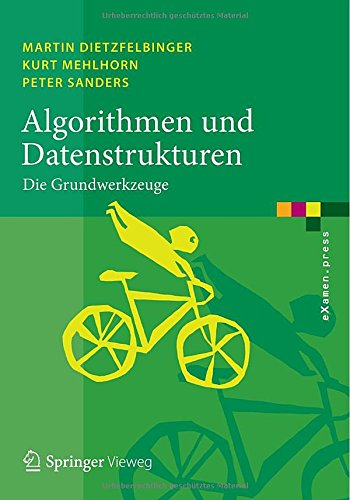 Urheberrechtlich geschütztes Material
MARTIN DIETZFELBINGER
KURT MEHLHORN
PETER SANDERS
Algorithmen und
Datenstrukturen
Die Grundwerkzeuge
eXamen.press
Springer Vieweg
Urheberrechtlich geschütztes Material